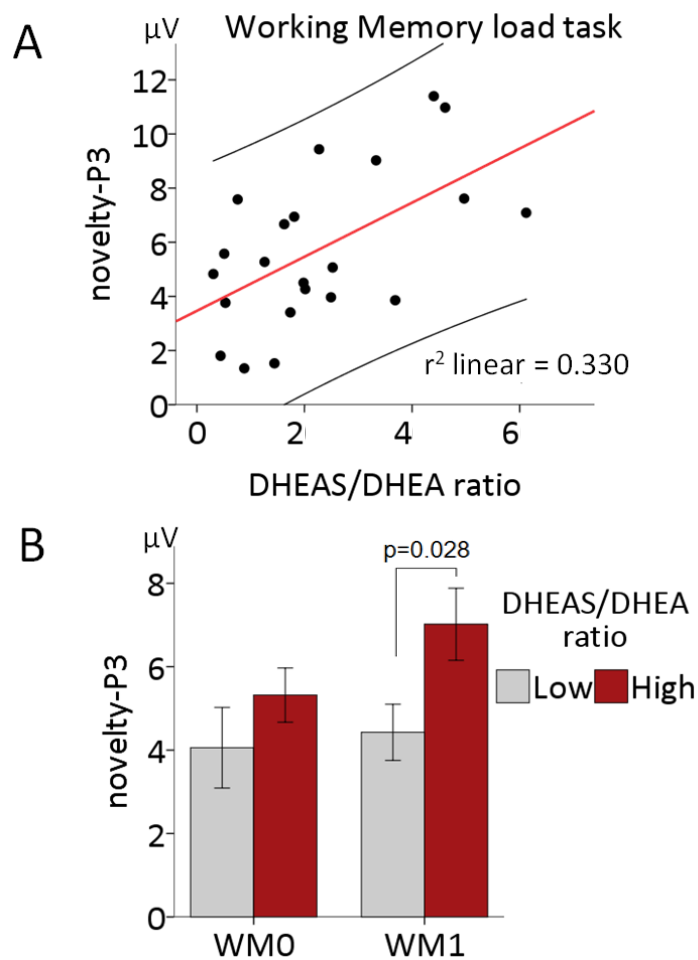 A
µV
Working Memory load task
12
10
8
6
4
2
0
novelty-P3
r² linear = 0.330
0 2 4 6
DHEAS/DHEA ratio
B
µV
p=0.028
8
6
4
2
0
novelty-P3
DHEAS/DHEA
ratio
Low High
WM0 WM1